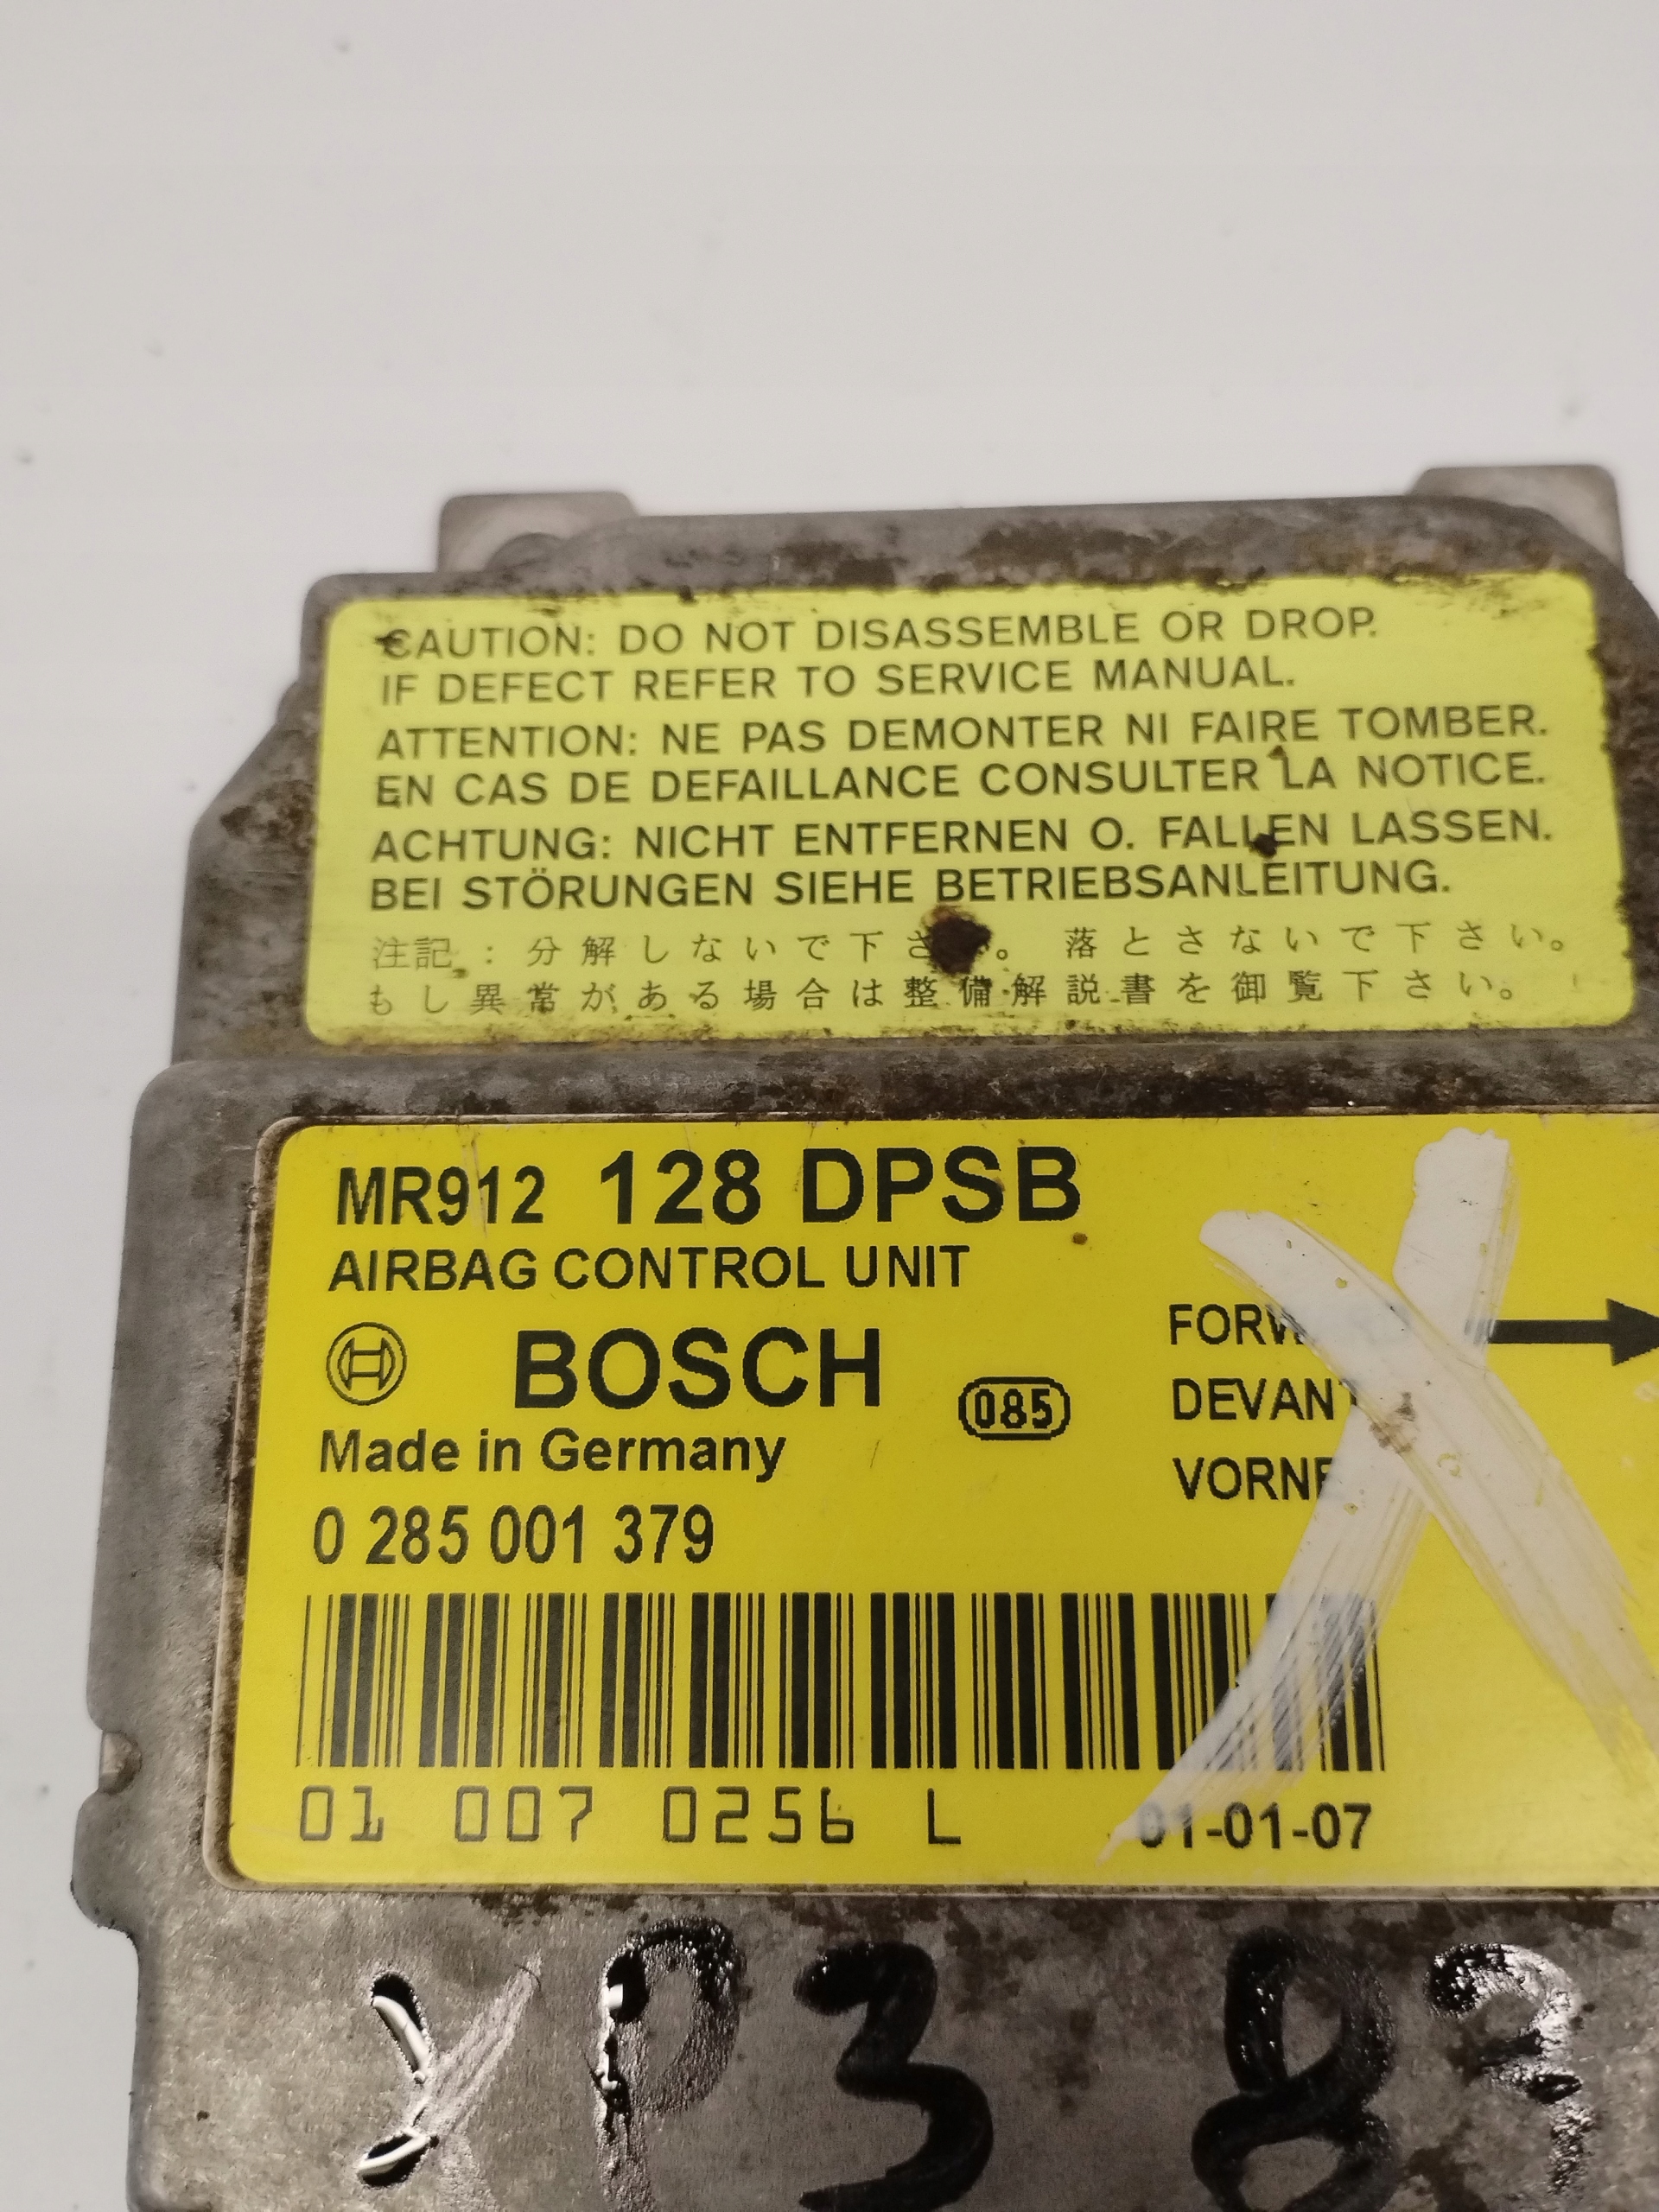 CAUTION: DO NOT DISASSEMBLE OR DROP.
IF DEFECT REFER TO SERVICE MANUAL.
ATTENTION: NE PAS DEMONTER NI FAIRE TOMBER.
EN CAS DE DEFAILLANCE CONSULTER LA NOTICE.
ACHTUNG: NICHT ENTFERNEN O. FALLEN LASSEN.
BEI STÖRUNGEN SIEHE BETRIEBSANLEITUNG.
注記: 分解しないで下さ。 落とさないで下さい。
もし異常がある場合は整備解説書を御覧下さい。
MR912 128 DPSB
AIRBAG CONTROL UNIT
BOSCH
085
Made in Germany
0 285 001 379
DEVANT
VORNE
01 007 0256 L 01-01-07
XP3 8